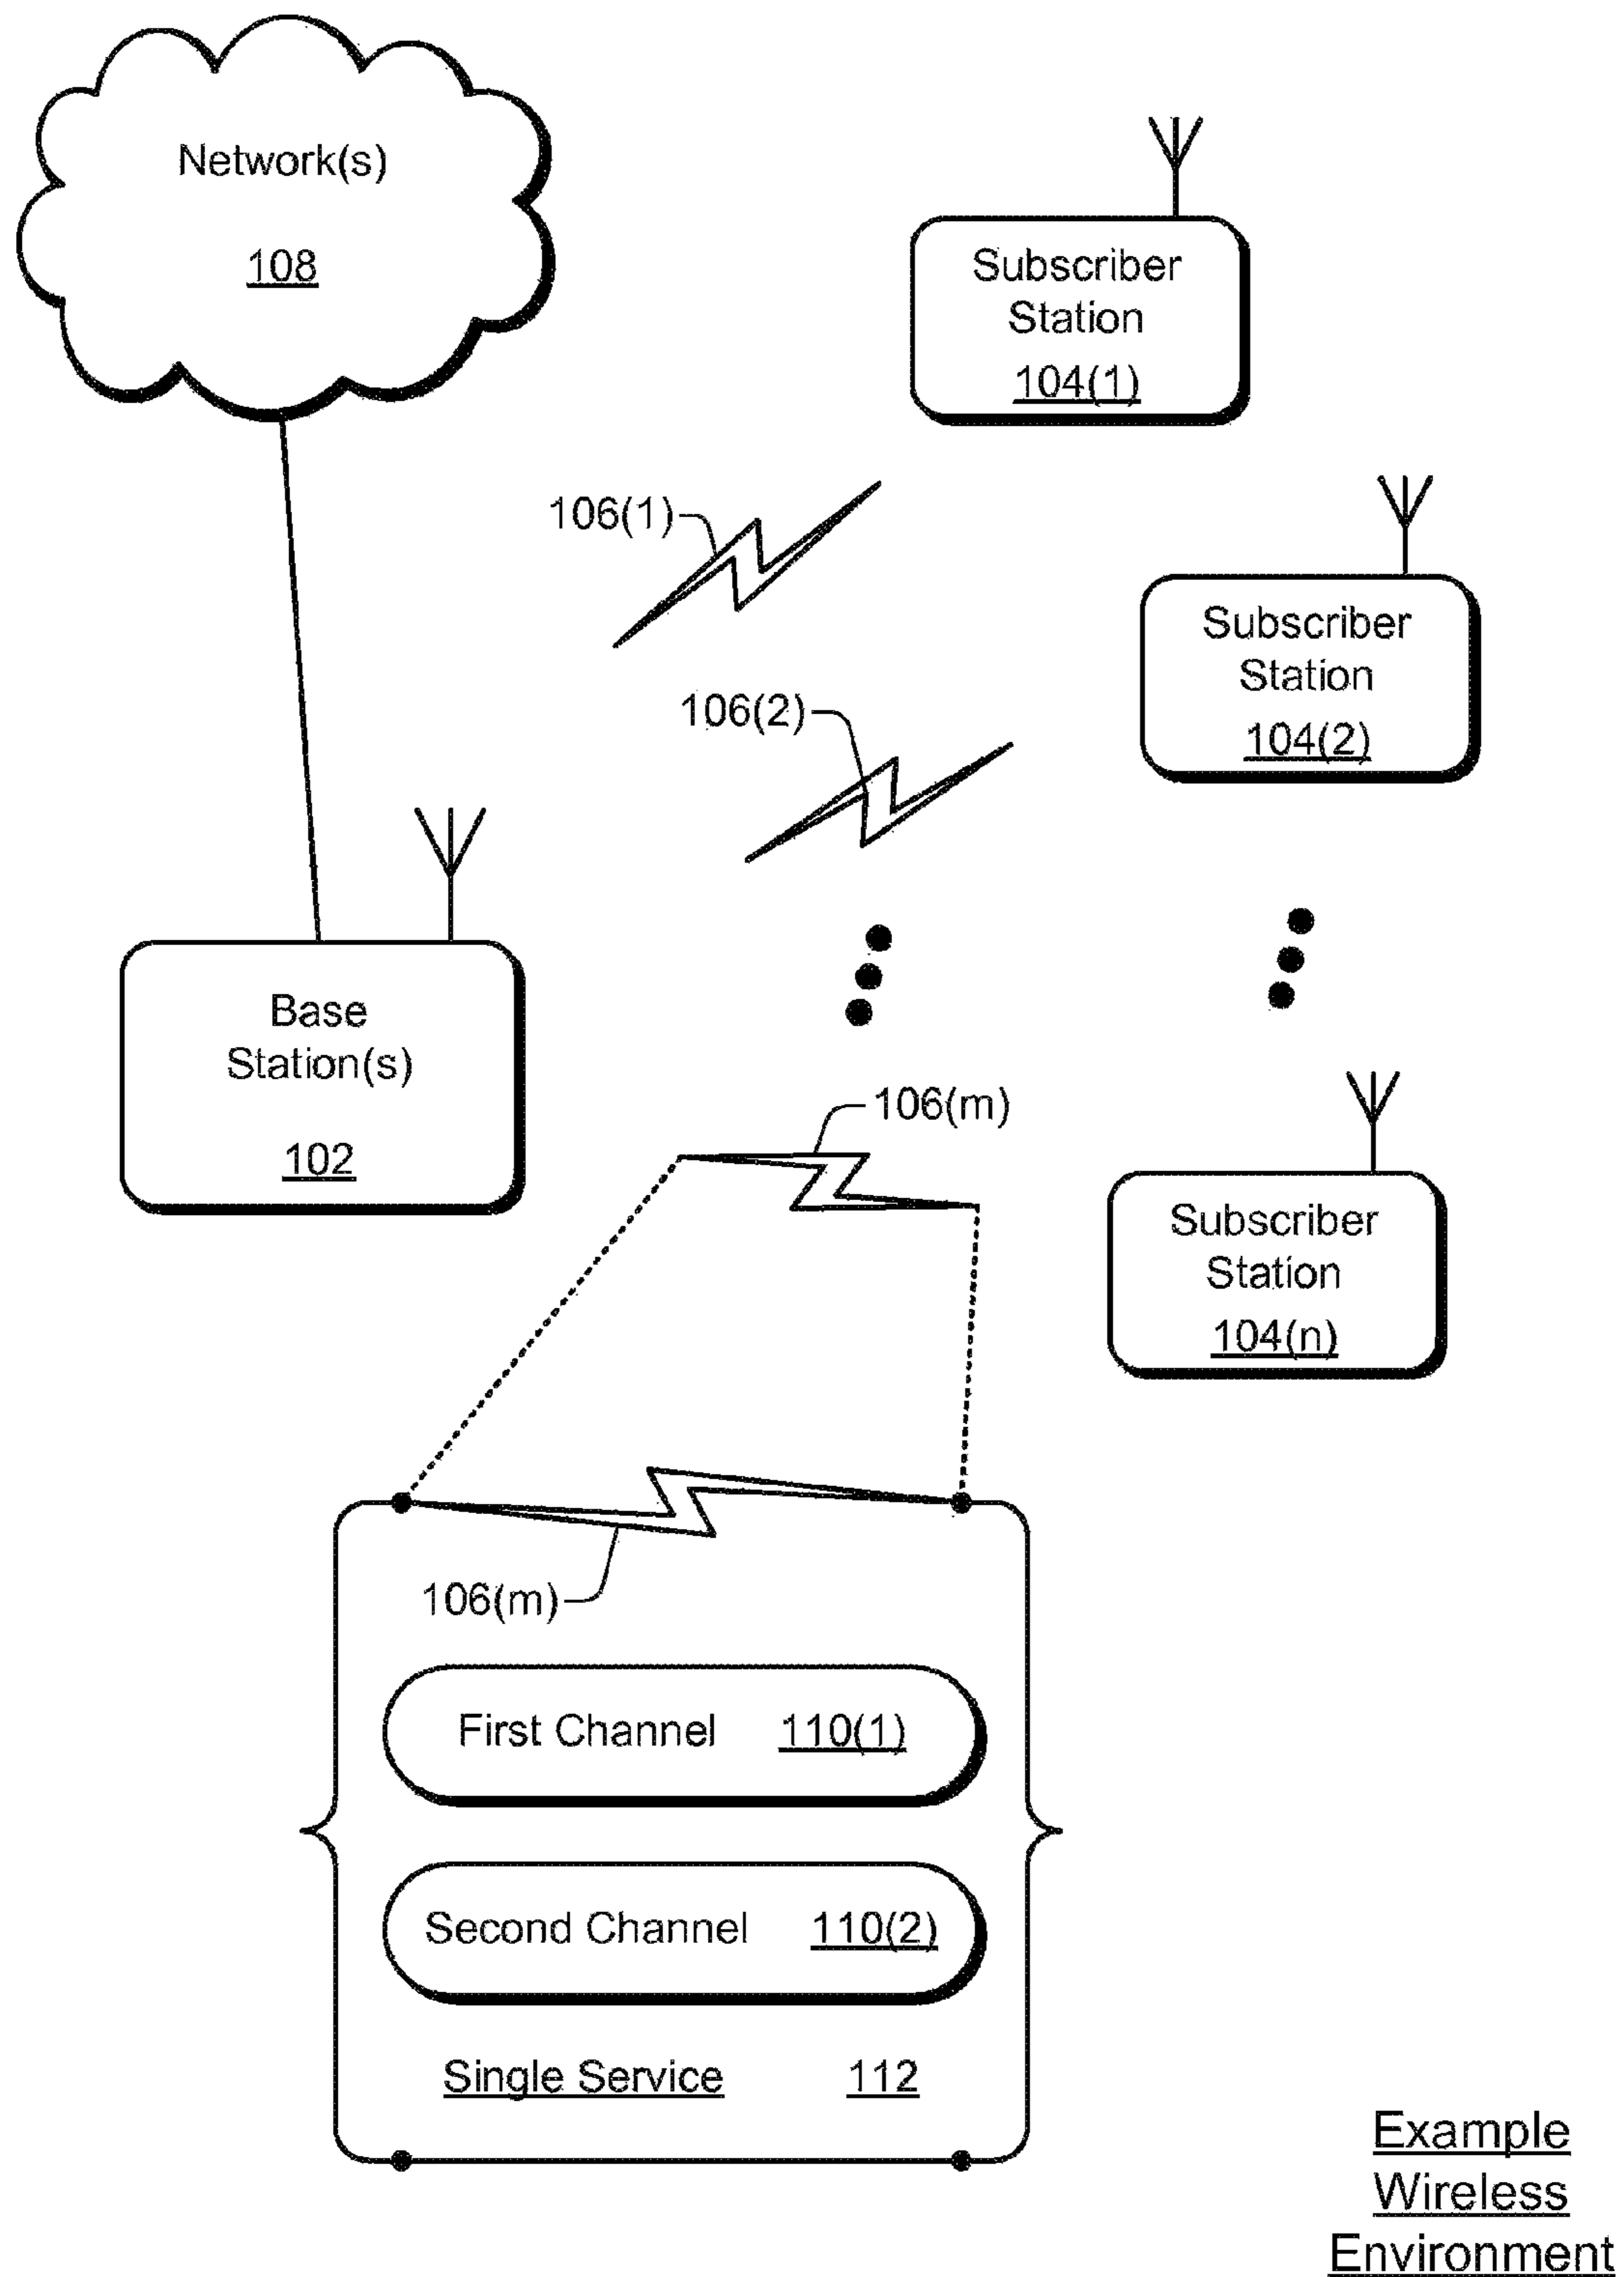 Network(s)
108
Subscriber
Station
104(1)
106(1)
Subscriber
Station
104(2)
106(2)
Base
Station(s)
102
106(m)
Subscriber
Station
104(n)
106(m)
First Channel 110(1)
Second Channel 110(2)
Single Service 112
Example
Wireless
Environment